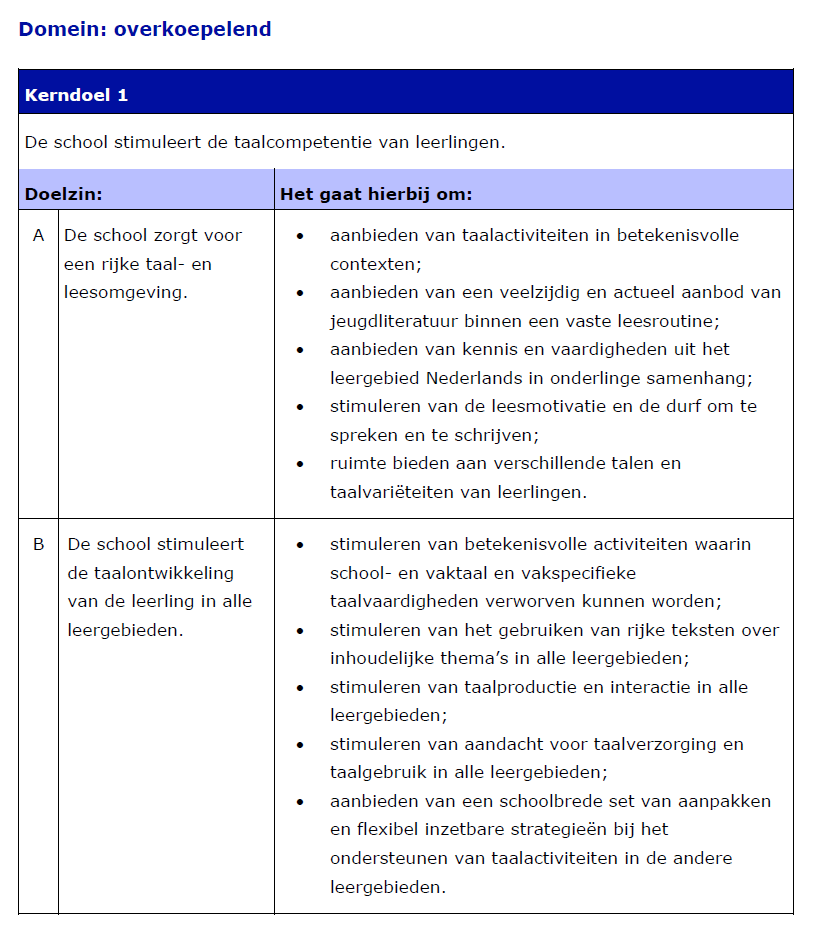 Domein: overkoepelend
Kerndoel 1
De school stimuleert de taalcompetentie van leerlingen.
Doelzin:
Het gaat hierbij om:
A
De school zorgt voor
een rijke taal- en
leesomgeving.
• aanbieden van taalactiviteiten in betekenisvolle
contexten;
• aanbieden van een veelzijdig en actueel aanbod van
jeugdliteratuur binnen een vaste leesroutine;
• aanbieden van kennis en vaardigheden uit het
leergebied Nederlands in onderlinge samenhang;
• stimuleren van de leesmotivatie en de durf om te
spreken en te schrijven;
• ruimte bieden aan verschillende talen en
taalvariëteiten van leerlingen.
B
De school stimuleert
de taalontwikkeling
van de leerling in alle
leergebieden.
• stimuleren van betekenisvolle activiteiten waarin
school- en vaktaal en vakspecifieke
taalvaardigheden verworven kunnen worden;
• stimuleren van het gebruiken van rijke teksten over
inhoudelijke thema’s in alle leergebieden;
• stimuleren van taalproductie en interactie in alle
leergebieden;
• stimuleren van aandacht voor taalverzorging en
taalgebruik in alle leergebieden;
• aanbieden van een schoolbrede set van aanpakken
en flexibel inzetbare strategieën bij het
ondersteunen van taalactiviteiten in de andere
leergebieden.